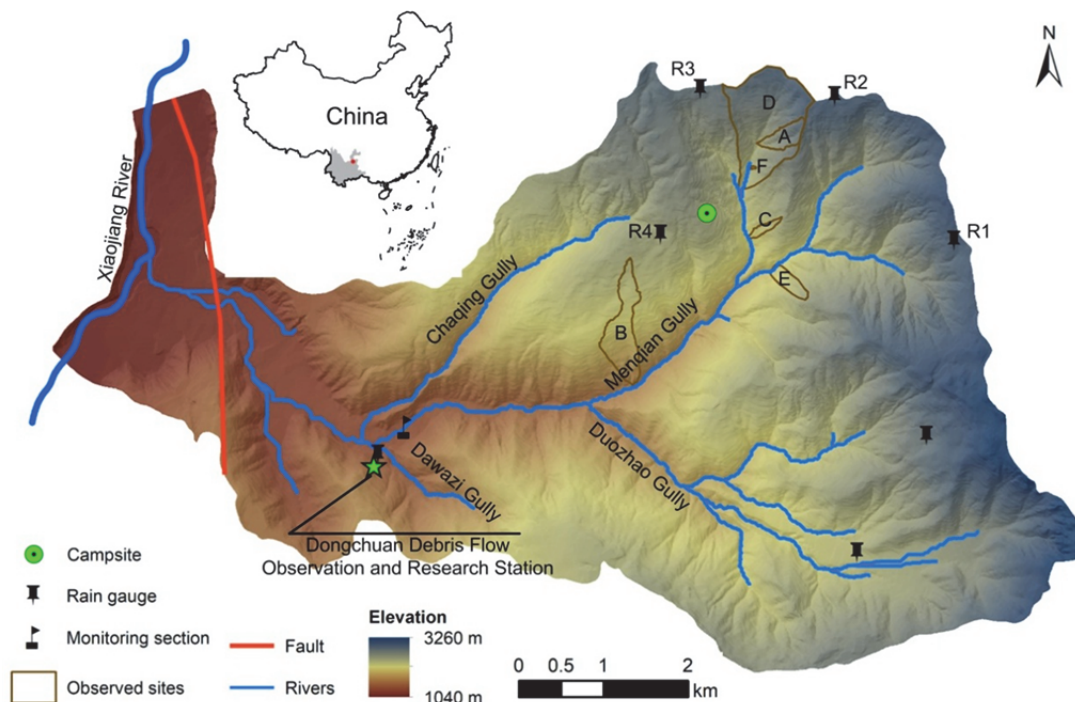 N
R3
R2
China
D
A
F
Xiaojiang River
C
R4
R1
Chaqing Gully
E
B
Menqian Gully
Dawazi Gully
Duozhao Gully
Dongchuan Debris Flow
Observation and Research Station
Campsite
Rain gauge
Monitoring section
Observed sites
Fault
Rivers
Elevation
3260 m
1040 m
0 0.5 1 2
km